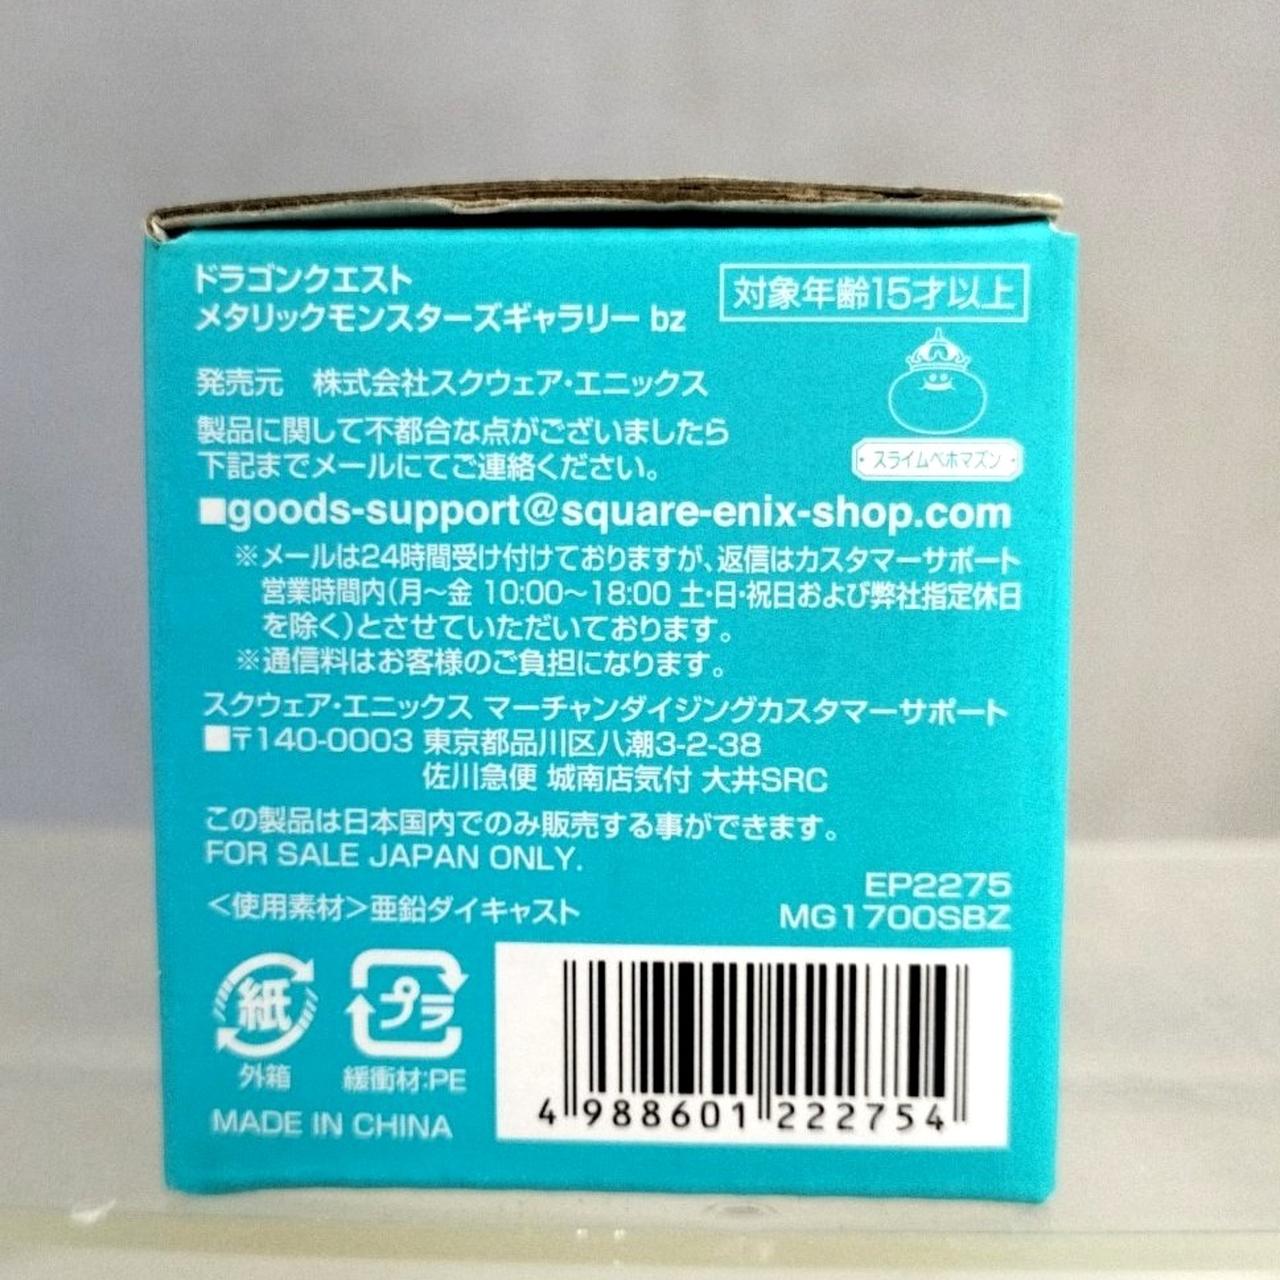 ドラゴンクエスト
メタリックモンスターズギャラリー bz
対象年齢15才以上
スライムベホマズン
発売元　株式会社スクウェア・エニックス
製品に関して不都合な点がございましたら
下記までメールにてご連絡ください。
■goods-support@square-enix-shop.com
※メールは24時間受け付けておりますが、返信はカスタマーサポート
営業時間内(月〜金 10:00〜18:00 土・日・祝日および弊社指定休日
を除く)とさせていただいております。
※通信料はお客様のご負担になります。
スクウェア・エニックス マーチャンダイジングカスタマーサポート
■〒140-0003 東京都品川区八潮3-2-38
佐川急便 城南店気付 大井SRC
この製品は日本国内でのみ販売する事ができます。
FOR SALE JAPAN ONLY.
<使用素材>亜鉛ダイキャスト
EP2275
MG1700SBZ
紙
外箱
プラ
緩衝材:PE
MADE IN CHINA
4 988601 222754